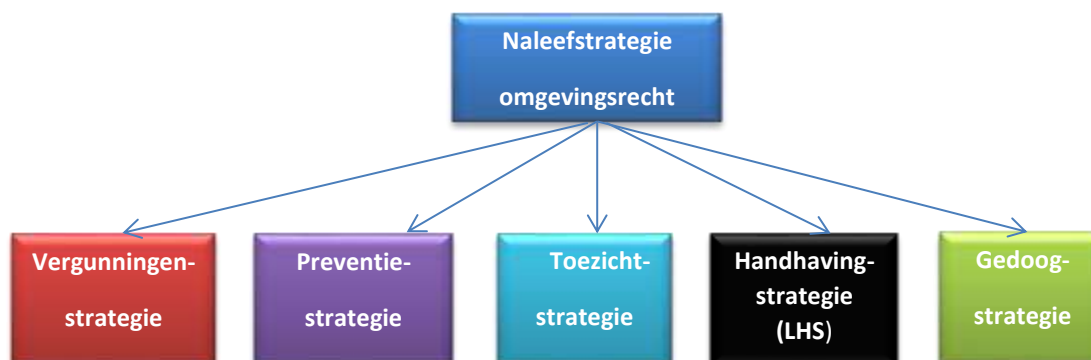 Naleefstrategie
omgevingsrecht
Vergunningen-
strategie
Preventie-
strategie
Toezicht-
strategie
Handhaving-
strategie
(LHS)
Gedoog-
strategie